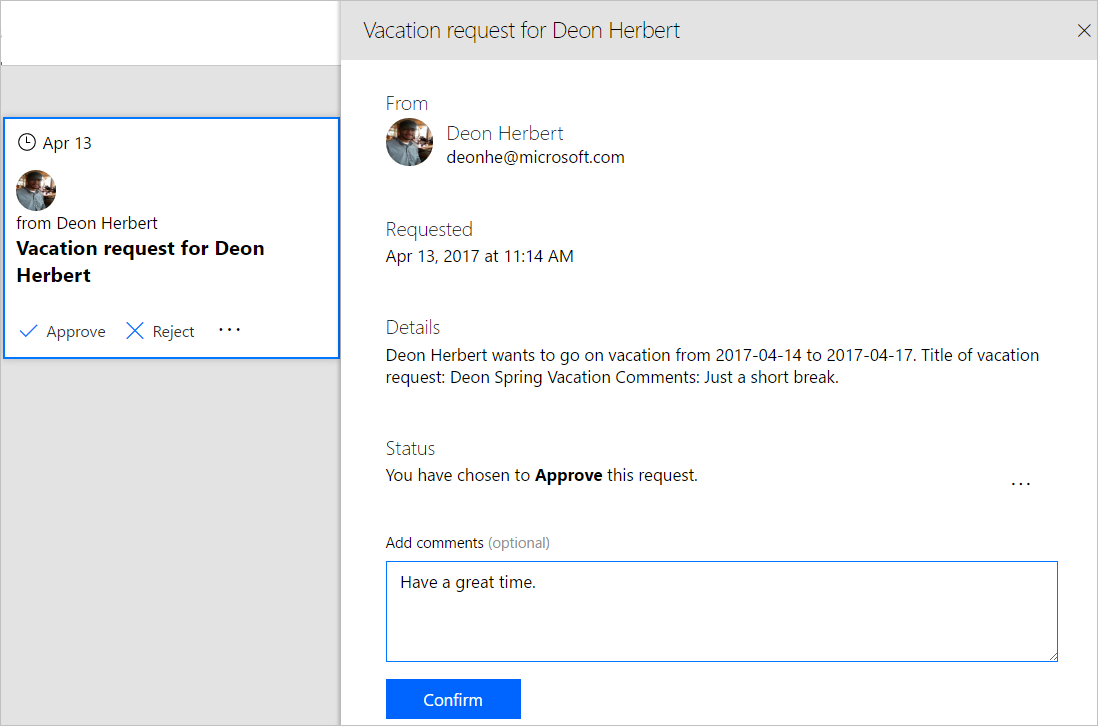 Vacation request for Deon Herbert
Apr 13
from Deon Herbert
Vacation request for Deon
Herbert
Approve
Reject
...
From
Deon Herbert
deonhe@microsoft.com
Requested
Apr 13, 2017 at 11:14 AM
Details
Deon Herbert wants to go on vacation from 2017-04-14 to 2017-04-17. Title of vacation
request: Deon Spring Vacation Comments: Just a short break.
Status
You have chosen to Approve this request.
...
Add comments (optional)
Have a great time.
Confirm